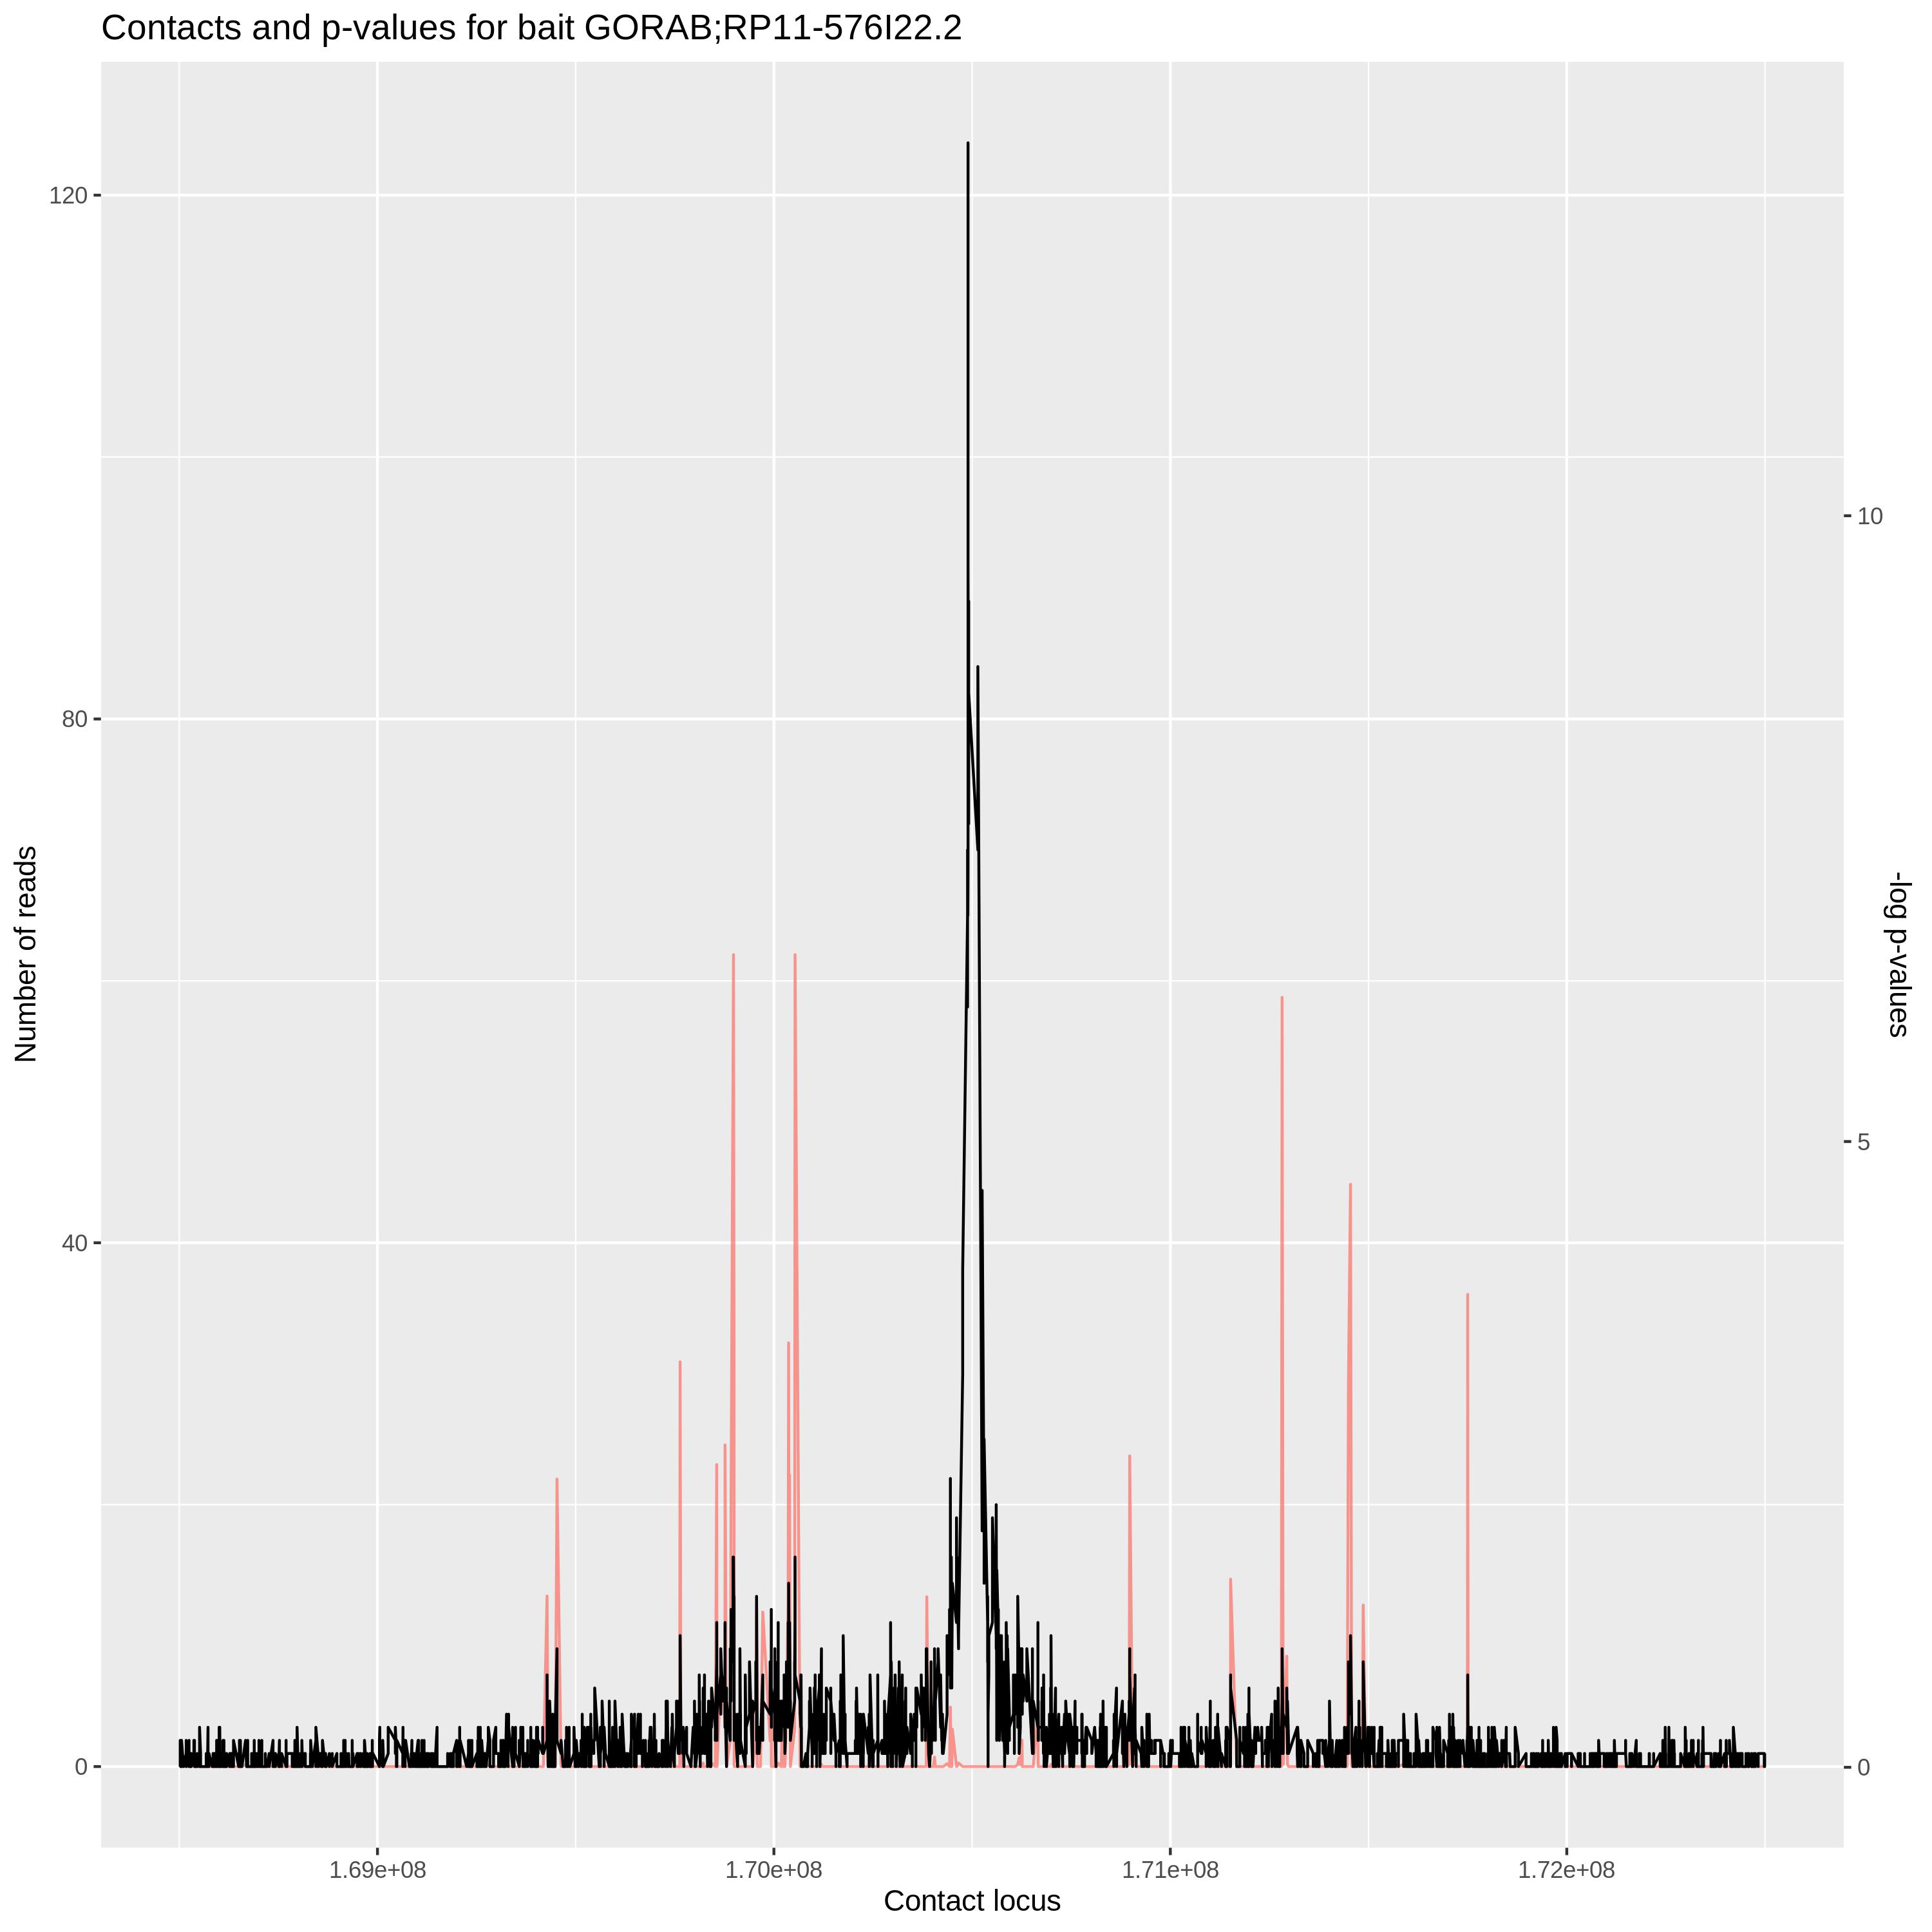 Contacts and p-values for bait GORAB;RP11-576I22.2
120
80
40
0
Number of reads
10
5
0
-log p-values
1.69e+08
1.70e+08
1.71e+08
1.72e+08
Contact locus